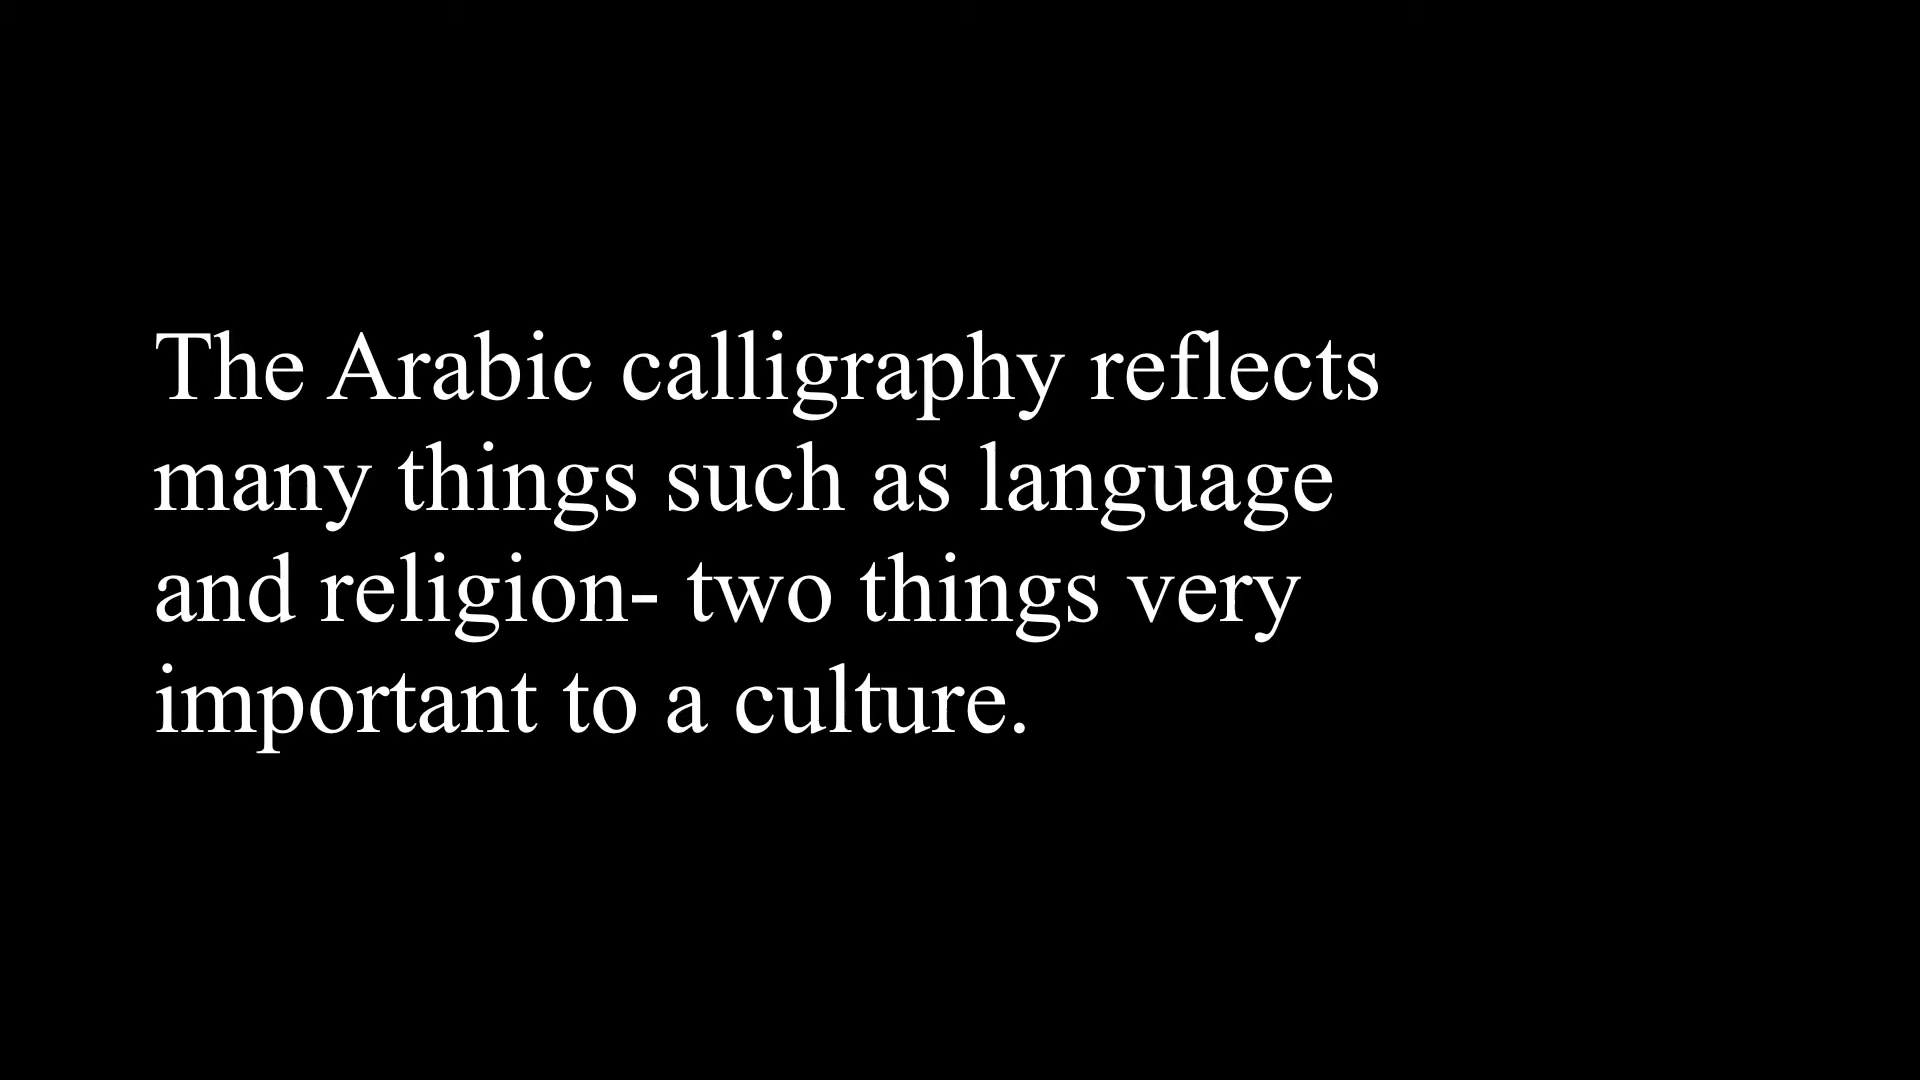 The Arabic calligraphy reflects
many things such as language
and religion- two things very
important to a culture.